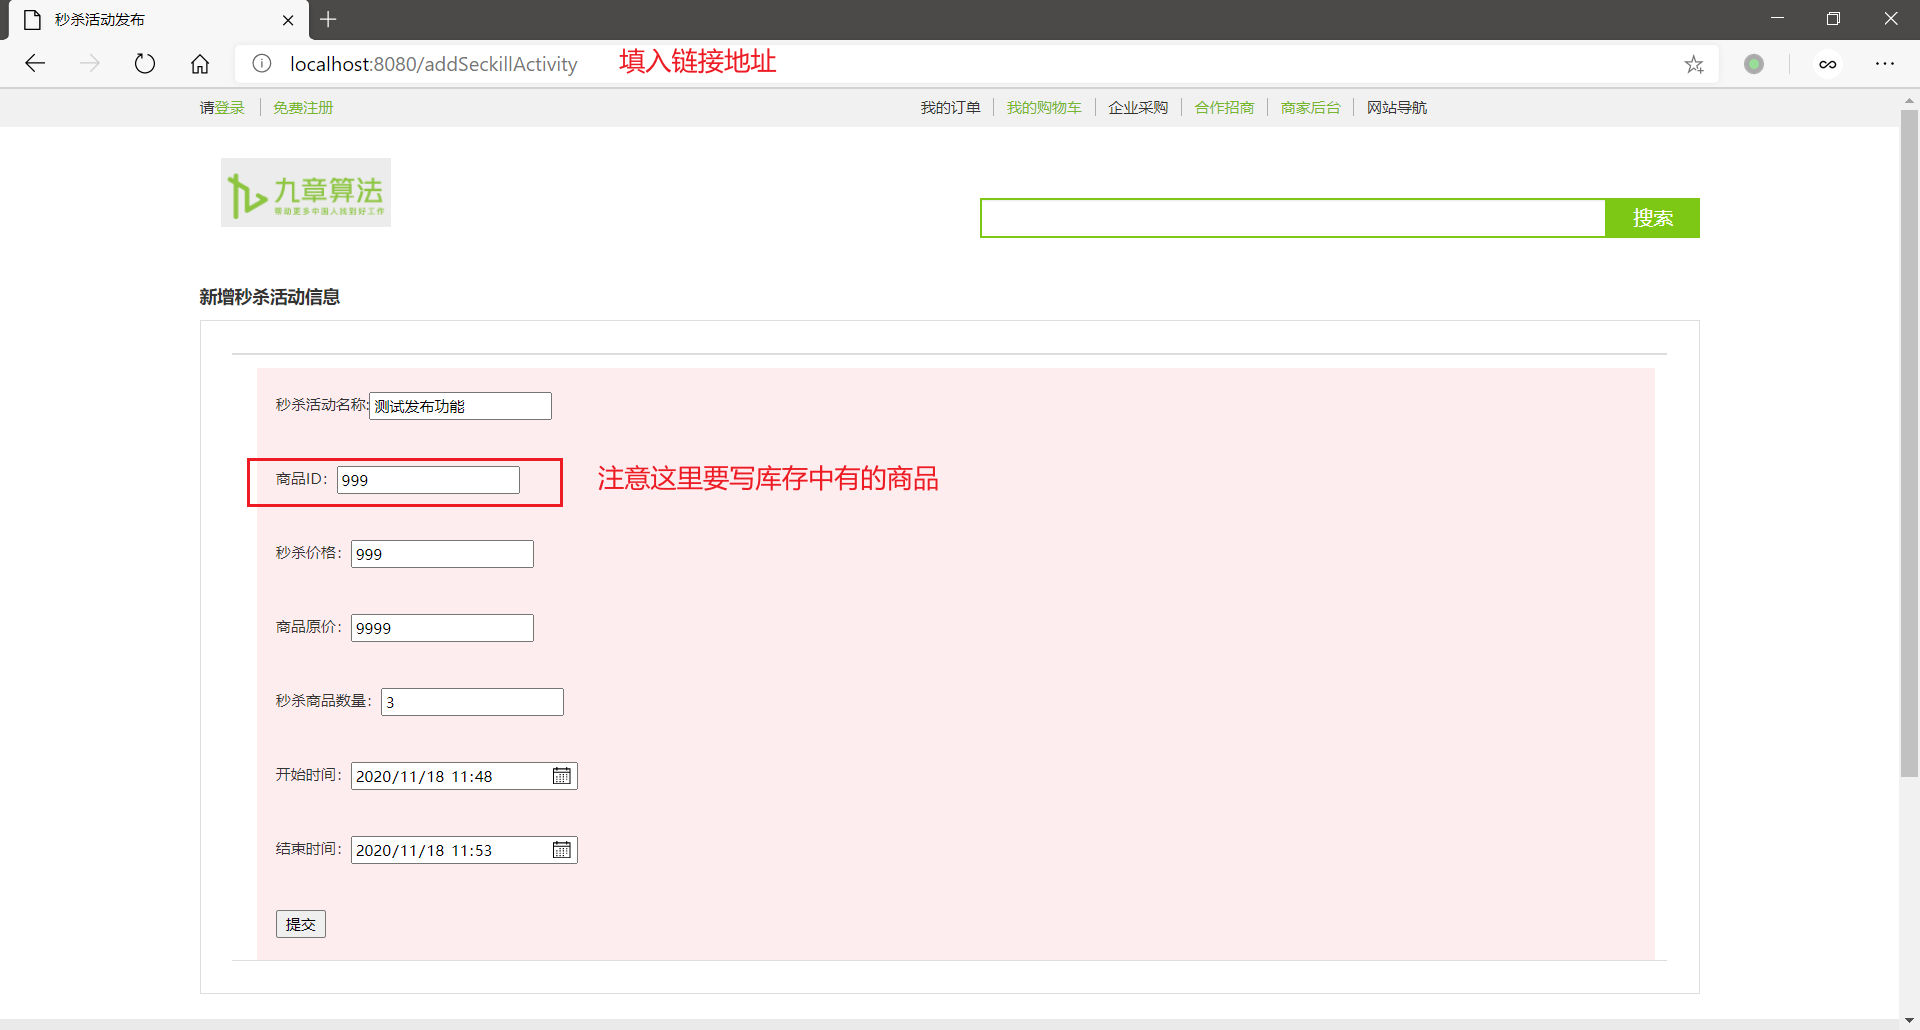 秒杀活动发布
localhost:8080/addSeckillActivity 填入链接地址
请登录 免费注册 我的订单 我的购物车 企业采购 合作招商 商家后台 网站导航
九章算法
帮助更多中国人找到好工作
搜索
新增秒杀活动信息
秒杀活动名称:测试发布功能
商品ID：999 注意这里要写库存中有的商品
秒杀价格：999
商品原价：9999
秒杀商品数量：3
开始时间：2020/11/18 11:48
结束时间：2020/11/18 11:53
提交